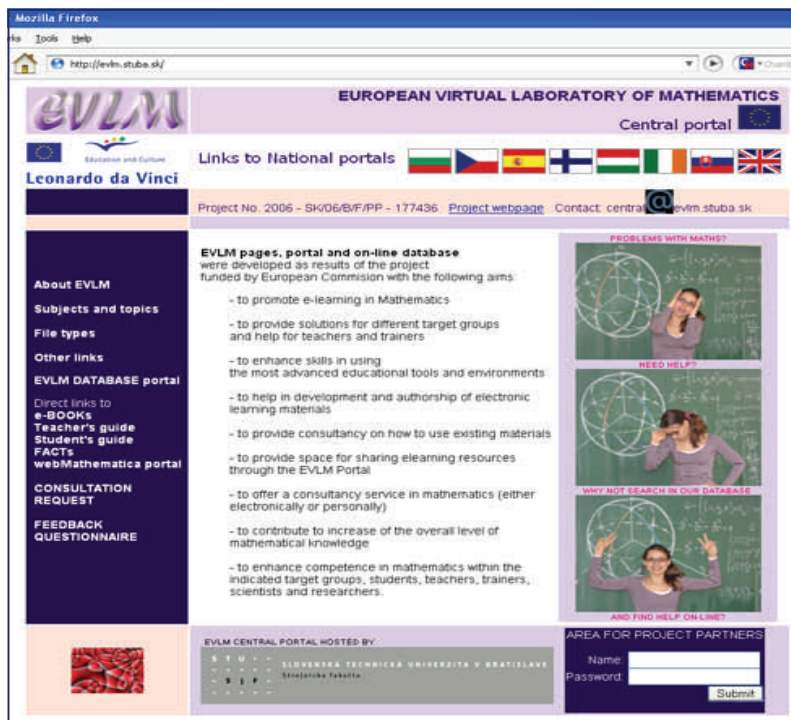 Mozilla Firefox
Tools Help
http://evlm.stuba.sk/
EVLM
EUROPEAN VIRTUAL LABORATORY OF MATHEMATICS
Central portal
Education and Culture
Leonardo da Vinci
Links to National portals
Project No. 2006 - SK/06/B/F/PP - 177436 Project webpage Contact: central@evlm.stuba.sk
About EVLM
Subjects and topics
File types
Other links
EVLM DATABASE portal
Direct links to
e-BOOKs
Teacher's guide
Student's guide
FACTs
webMathematica portal
CONSULTATION
REQUEST
FEEDBACK
QUESTIONNAIRE
EVLM pages, portal and on-line database
were developed as results of the project
funded by European Commision with the following aims:
- to promote e-learning in Mathematics
- to provide solutions for different target groups
and help for teachers and trainers
- to enhance skills in using
the most advanced educational tools and environments
- to help in development and authorship of electronic
learning materials
- to provide consultancy on how to use existing materials
- to provide space for sharing elearning resources
through the EVLM Portal
- to offer a consultancy service in mathematics (either
electronically or personally)
- to contribute to increase of the overall level of
mathematical knowledge
- to enhance competence in mathematics within the
indicated target groups, students, teachers, trainers,
scientists and researchers.
PROBLEMS WITH MATHS?
NEED HELP?
WHY NOT SEARCH IN OUR DATABASE
AND FIND HELP ON-LINE?
EVLM CENTRAL PORTAL HOSTED BY
S T U
S j F
SLOVENSKÁ TECHNICKÁ UNIVERZITA V BRATISLAVE
Strojnícka fakulta
AREA FOR PROJECT PARTNERS
Name:
Password:
Submit